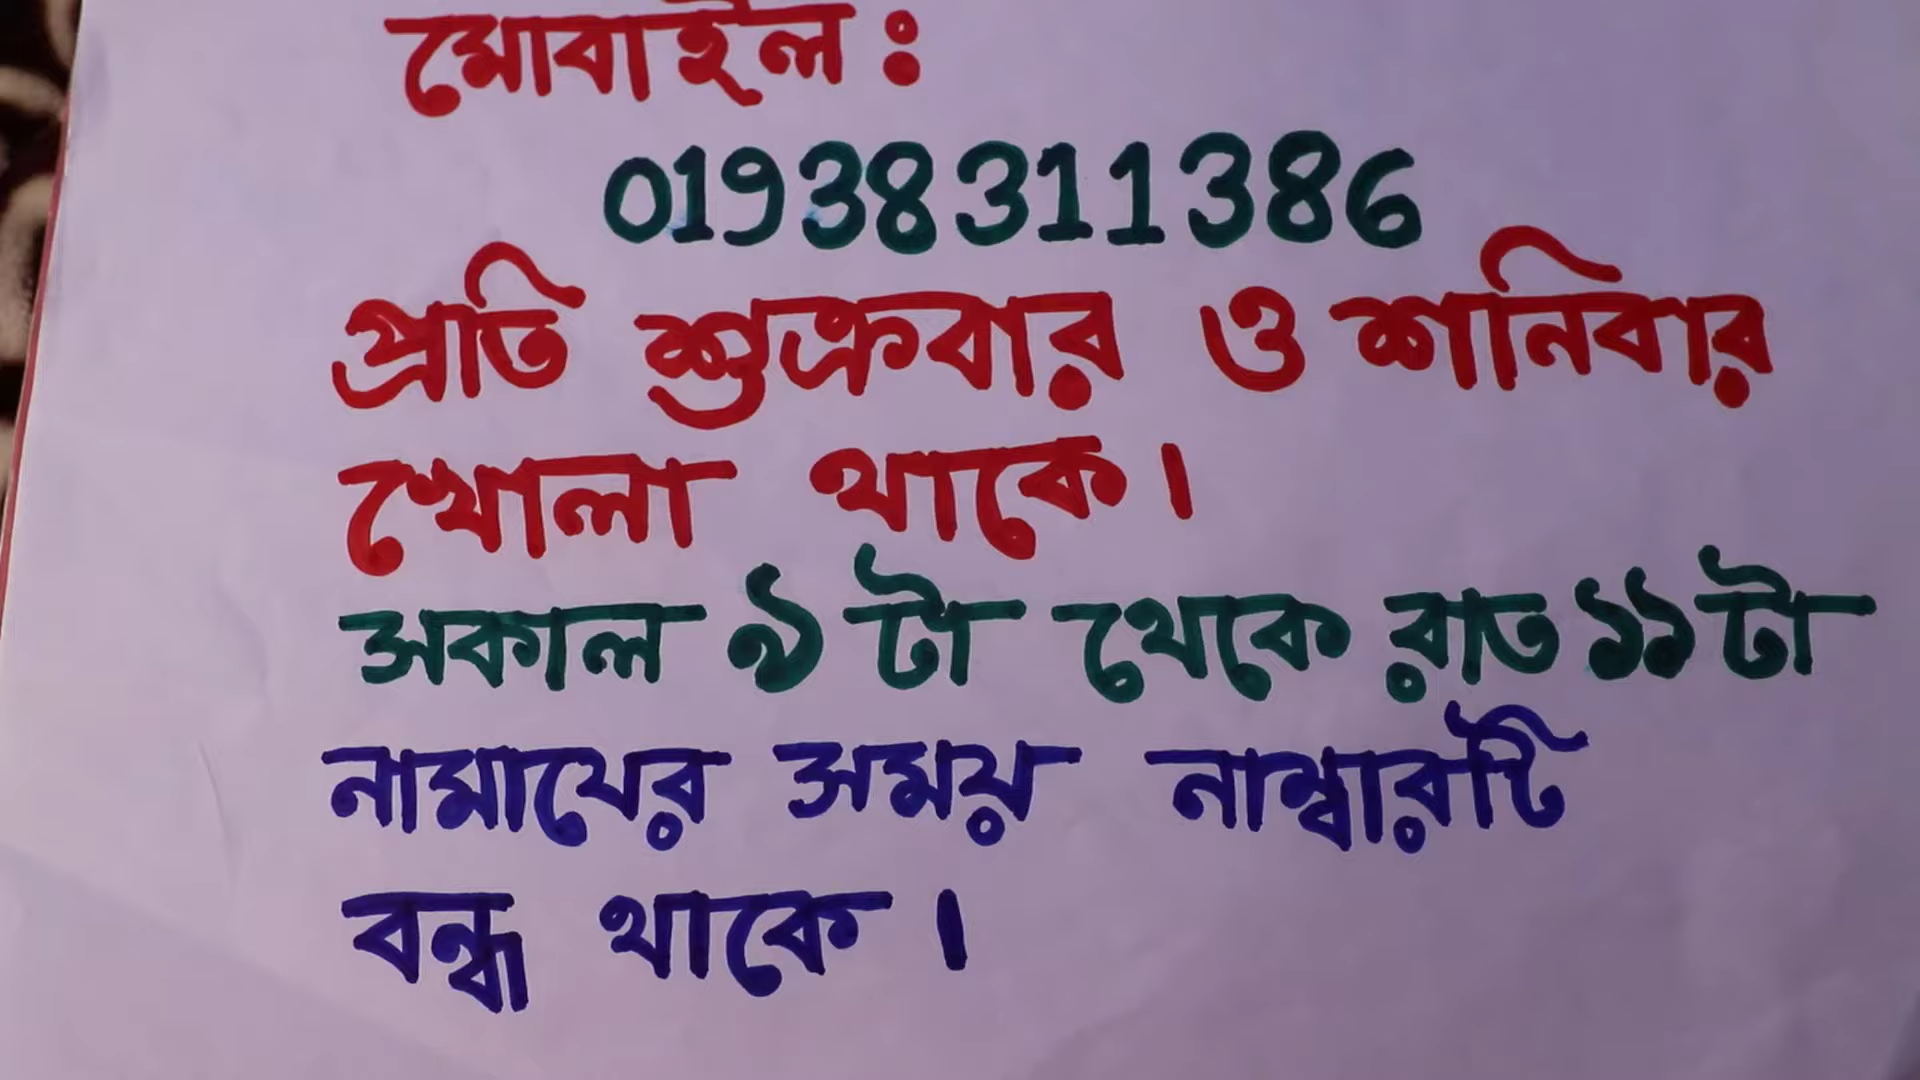 মোবাইল :
01938311386
প্রতি শুক্রবার ও শনিবার
খোলা থাকে।
সকাল ৯ টা থেকে রাত ১১ টা
নামাযের সময় নাম্বারটি
বন্ধ থাকে।